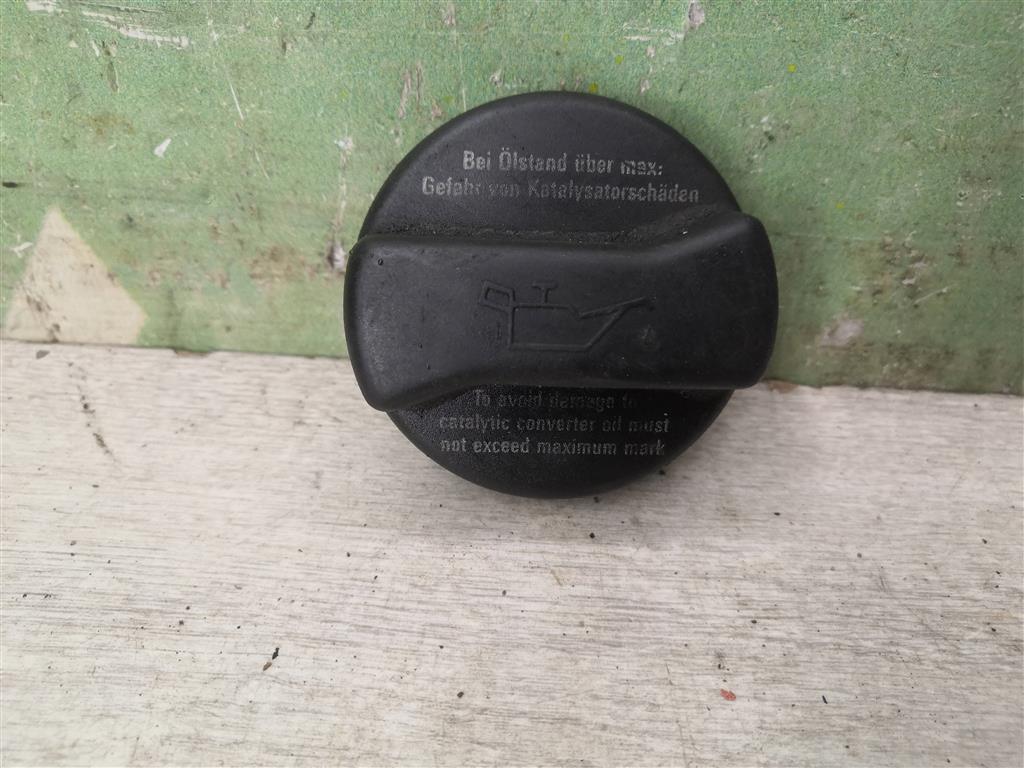 Bei Ölstand über max:
Gefahr von Katalysatorschäden
To avoid damage to
catalytic converter oil must
not exceed maximum mark